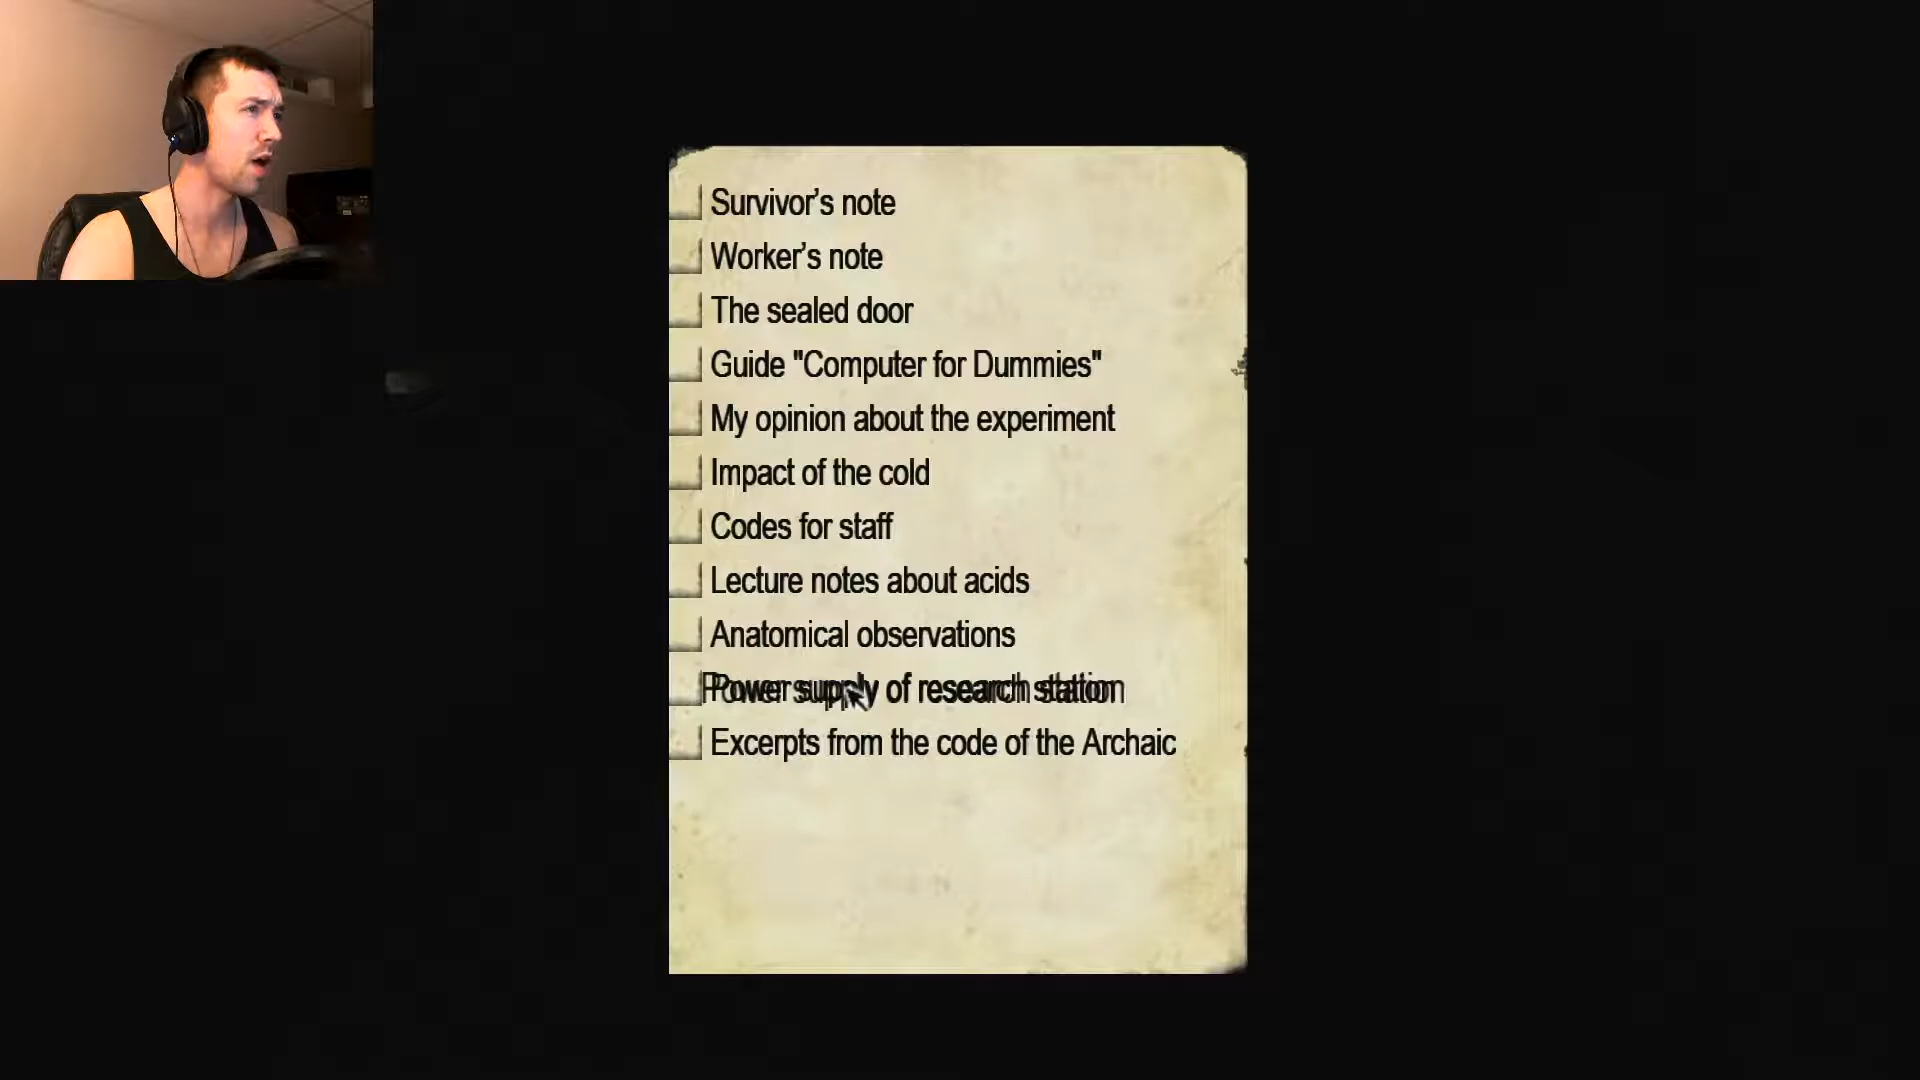 Survivor’s note
Worker’s note
The sealed door
Guide "Computer for Dummies"
My opinion about the experiment
Impact of the cold
Codes for staff
Lecture notes about acids
Anatomical observations
Power supply of research station
Excerpts from the code of the Archaic